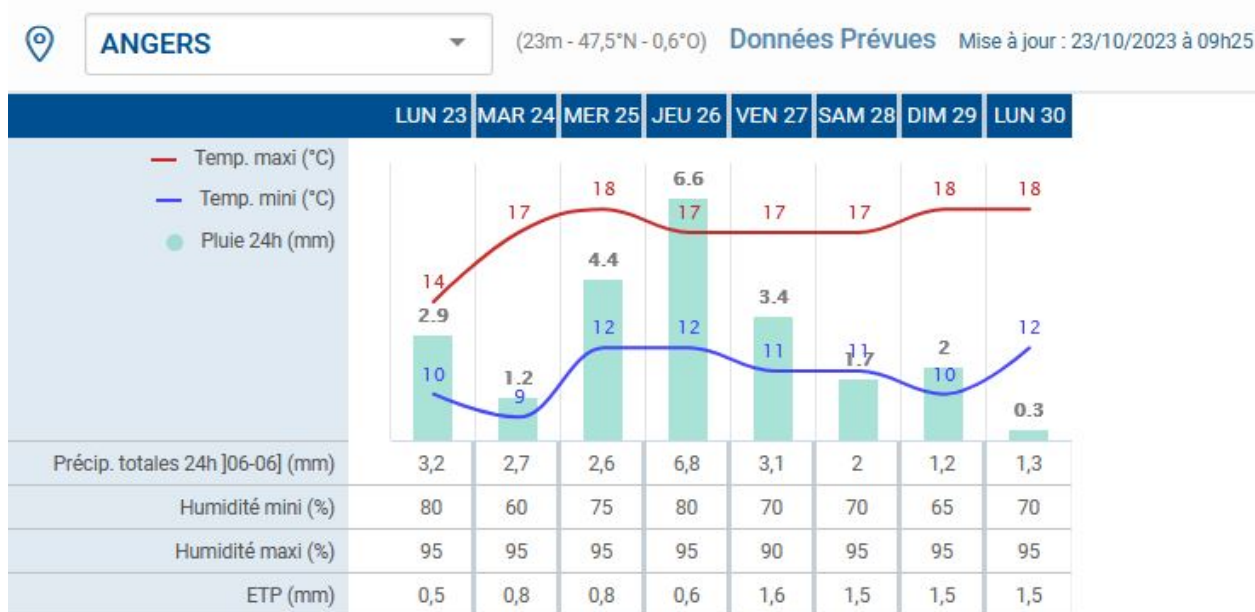 ANGERS (23m - 47,5°N - 0,6°O) Données Prévues Mise à jour : 23/10/2023 à 09h25
LUN 23 MAR 24 MER 25 JEU 26 VEN 27 SAM 28 DIM 29 LUN 30
Temp. maxi (°C)
Temp. mini (°C)
Pluie 24h (mm)
14 17 18 17 17 17 18 18
2.9 1.2 4.4 6.6 3.4 1.7 2 0.3
10 9 12 12 11 11 10 12
Précip. totales 24h ]06-06] (mm) 3,2 2,7 2,6 6,8 3,1 2 1,2 1,3
Humidité mini (%) 80 60 75 80 70 70 65 70
Humidité maxi (%) 95 95 95 95 90 95 95 95
ETP (mm) 0,5 0,8 0,8 0,6 1,6 1,5 1,5 1,5